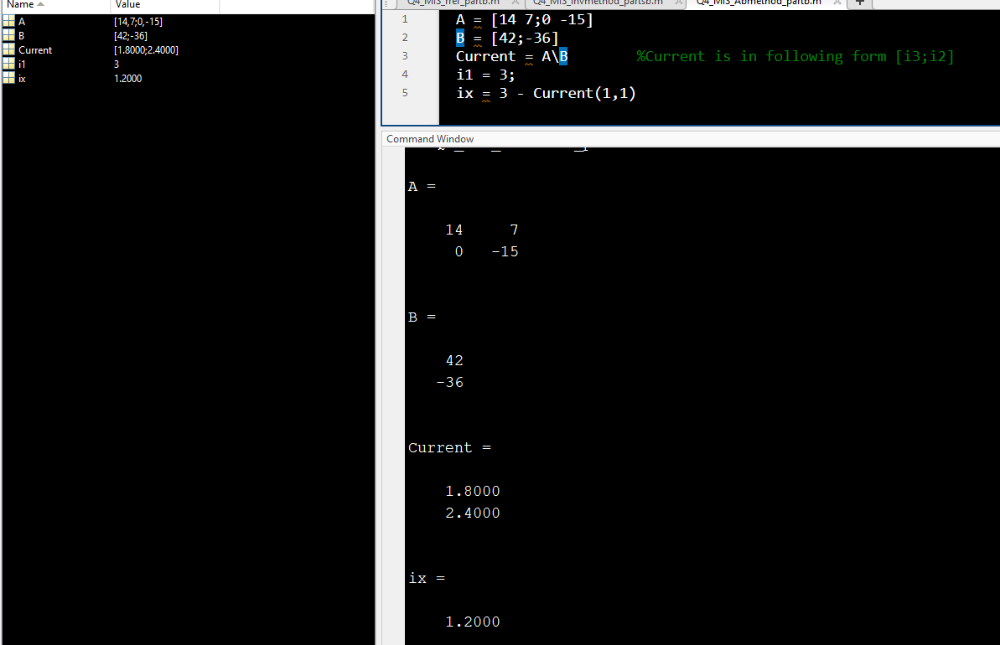 Name Value
A [14,7;0,-15]
B [42;-36]
Current [1.8000;2.4000]
i1 3
ix 1.2000
Q4_MIS_rref_partb.m Q4_MIS_Invmethod_partsb.m Q4_MIS_Abmethod_partb.m +
1 A = [14 7;0 -15]
2 B = [42;-36]
3 Current = A\B %Current is in following form [i3;i2]
4 i1 = 3;
5 ix = 3 - Current(1,1)
Command Window
A =
14 7
0 -15
B =
42
-36
Current =
1.8000
2.4000
ix =
1.2000